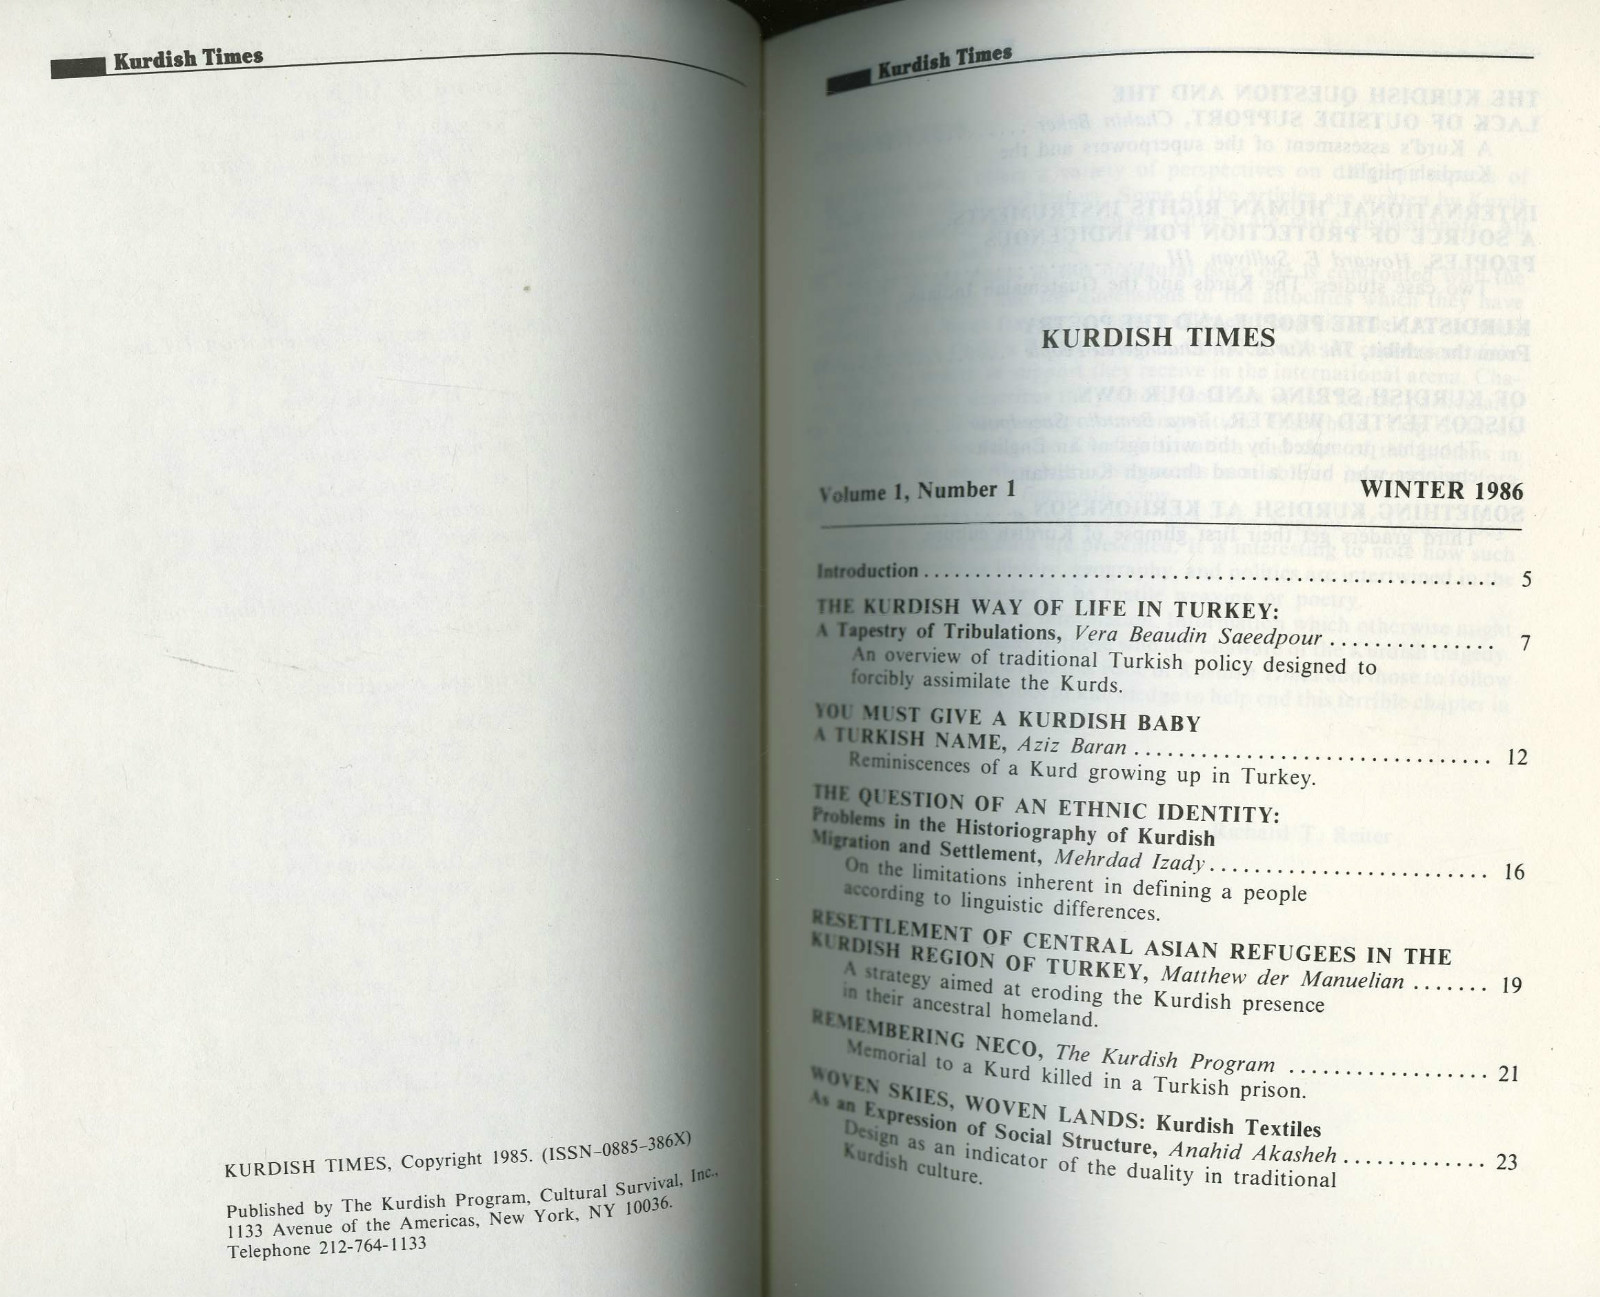 Kurdish Times
KURDISH TIMES, Copyright 1985. (ISSN-0885-386X)
Published by The Kurdish Program, Cultural Survival, Inc.,
1133 Avenue of the Americas, New York, NY 10036.
Telephone 212-764-1133
Kurdish Times
KURDISH TIMES
Volume 1, Number 1 WINTER 1986
Introduction ................................................ 5
THE KURDISH WAY OF LIFE IN TURKEY:
A Tapestry of Tribulations, Vera Beaudin Saeedpour ................ 7
An overview of traditional Turkish policy designed to
forcibly assimilate the Kurds.
YOU MUST GIVE A KURDISH BABY
A TURKISH NAME, Aziz Baran ................................ 12
Reminiscences of a Kurd growing up in Turkey.
THE QUESTION OF AN ETHNIC IDENTITY:
Problems in the Historiography of Kurdish
Migration and Settlement, Mehrdad Izady ......................... 16
On the limitations inherent in defining a people
according to linguistic differences.
RESETTLEMENT OF CENTRAL ASIAN REFUGEES IN THE
KURDISH REGION OF TURKEY, Matthew der Manuelian ....... 19
A strategy aimed at eroding the Kurdish presence
in their ancestral homeland.
REMEMBERING NECO, The Kurdish Program .................. 21
Memorial to a Kurd killed in a Turkish prison.
WOVEN SKIES, WOVEN LANDS: Kurdish Textiles
As an Expression of Social Structure, Anahid Akasheh ............. 23
Design as an indicator of the duality in traditional
Kurdish culture.